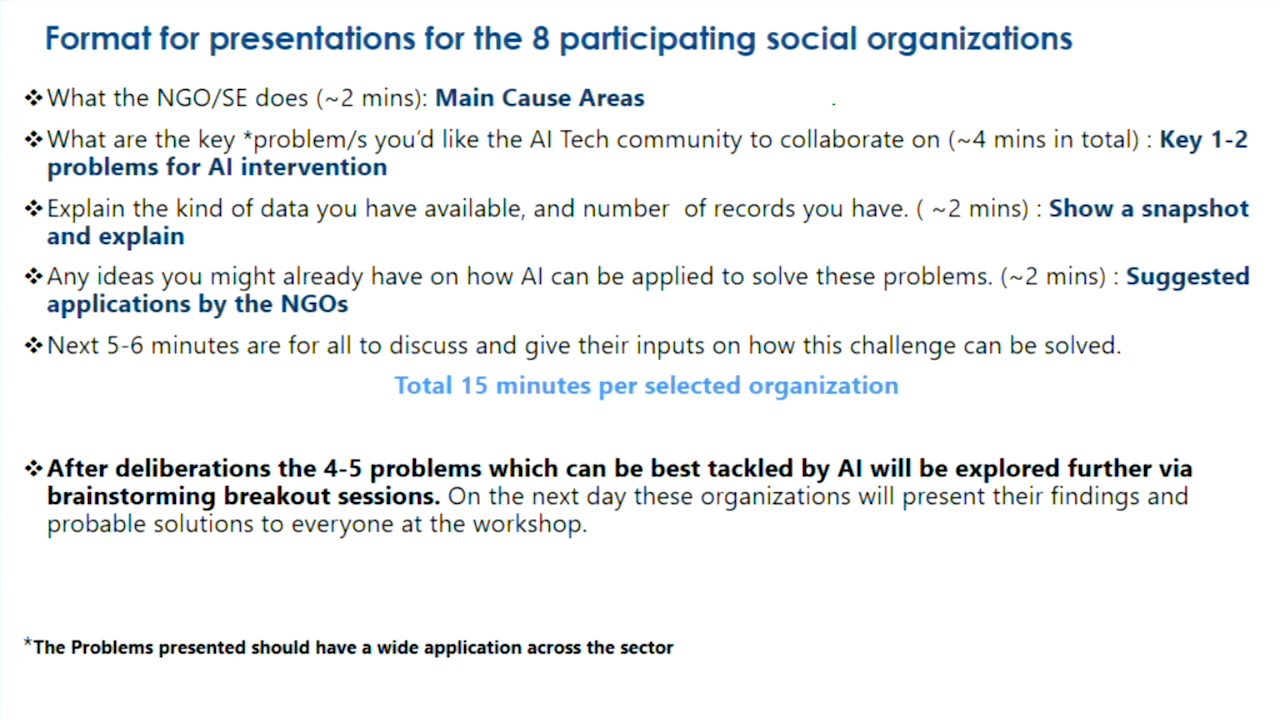 Format for presentations for the 8 participating social organizations
❖What the NGO/SE does (~2 mins): Main Cause Areas
❖What are the key *problem/s you'd like the AI Tech community to collaborate on (~4 mins in total) : Key 1-2
problems for AI intervention
❖Explain the kind of data you have available, and number  of records you have. ( ~2 mins) : Show a snapshot
and explain
❖Any ideas you might already have on how AI can be applied to solve these problems. (~2 mins) : Suggested
applications by the NGOs
❖Next 5-6 minutes are for all to discuss and give their inputs on how this challenge can be solved.
Total 15 minutes per selected organization
❖After deliberations the 4-5 problems which can be best tackled by AI will be explored further via
brainstorming breakout sessions. On the next day these organizations will present their findings and
probable solutions to everyone at the workshop.
*The Problems presented should have a wide application across the sector